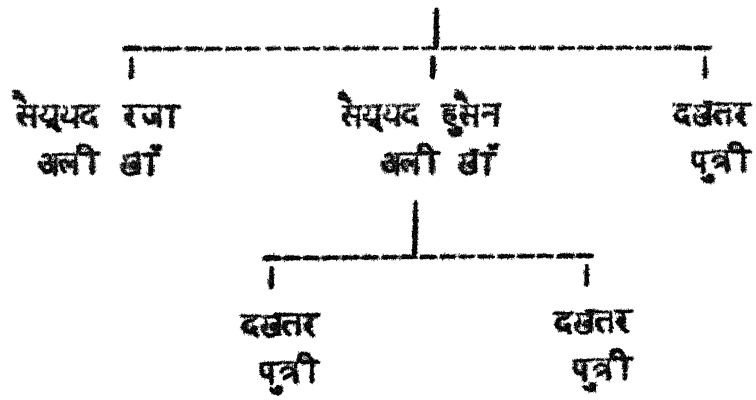 सैय्यद रजा सैय्यद हुसैन दख़तर
अली खाँ अली खाँ पुत्री
दख़तर दख़तर
पुत्री पुत्री